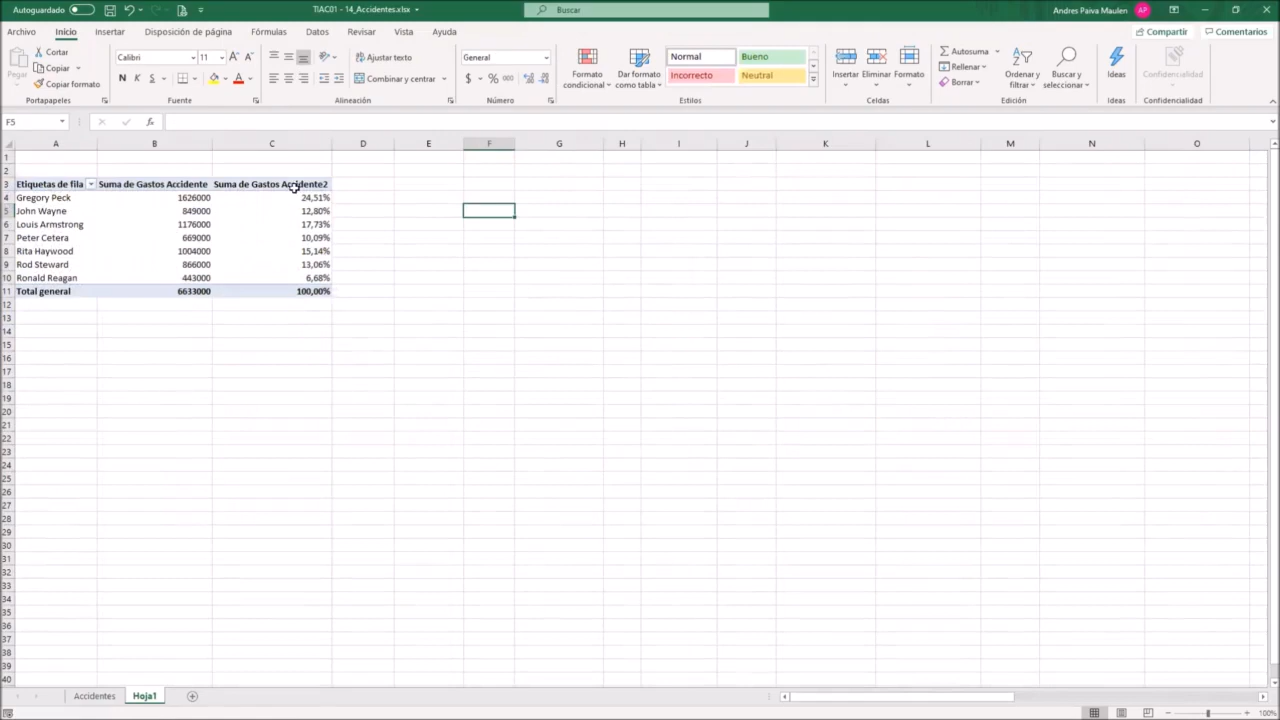 Autoguardado
TIAC01 - 14_Accidentes.xlsx
Buscar
Andres Paiva Maulen
AP
Archivo Inicio Insertar Disposición de página Fórmulas Datos Revisar Vista Ayuda
Compartir Comentarios
Pegar
Cortar
Copiar
Copiar formato
Portapapeles
Calibri 11
N K S
Fuente
Ajustar texto
Combinar y centrar
Alineación
General
$ % 000
Número
Formato condicional
Dar formato como tabla
Normal Bueno
Incorrecto Neutral
Estilos
Insertar Eliminar Formato
Celdas
Autosuma
Rellenar
Borrar
Ordenar y filtrar
Buscar y seleccionar
Edición
Ideas
Ideas
Confidencialidad
Confidencialidad
F5
fx
A B C D E F G H I J K L M N O
1
2
3 Etiquetas de fila Suma de Gastos Accidente Suma de Gastos Accidente2
4 Gregory Peck 1626000 24,51%
5 John Wayne 849000 12,80%
6 Louis Armstrong 1176000 17,73%
7 Peter Cetera 669000 10,09%
8 Rita Haywood 1004000 15,14%
9 Rod Steward 866000 13,06%
10 Ronald Reagan 443000 6,68%
11 Total general 6633000 100,00%
12
13
14
15
16
17
18
19
20
21
22
23
24
25
26
27
28
29
30
31
32
33
34
35
36
37
38
39
40
Accidentes Hoja1
100%